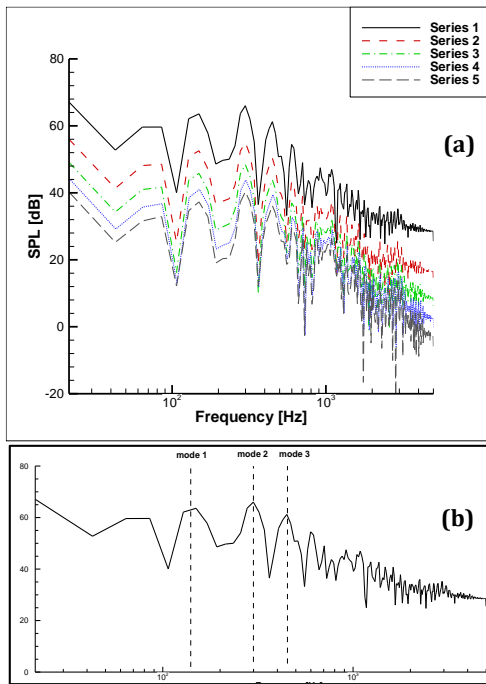 Series 1
Series 2
Series 3
Series 4
Series 5
(a)
80
60
40
20
0
-20
SPL [dB]
10²
10³
Frequency [Hz]
mode 1
mode 2
mode 3
(b)
80
60
40
20
0
10²
10³